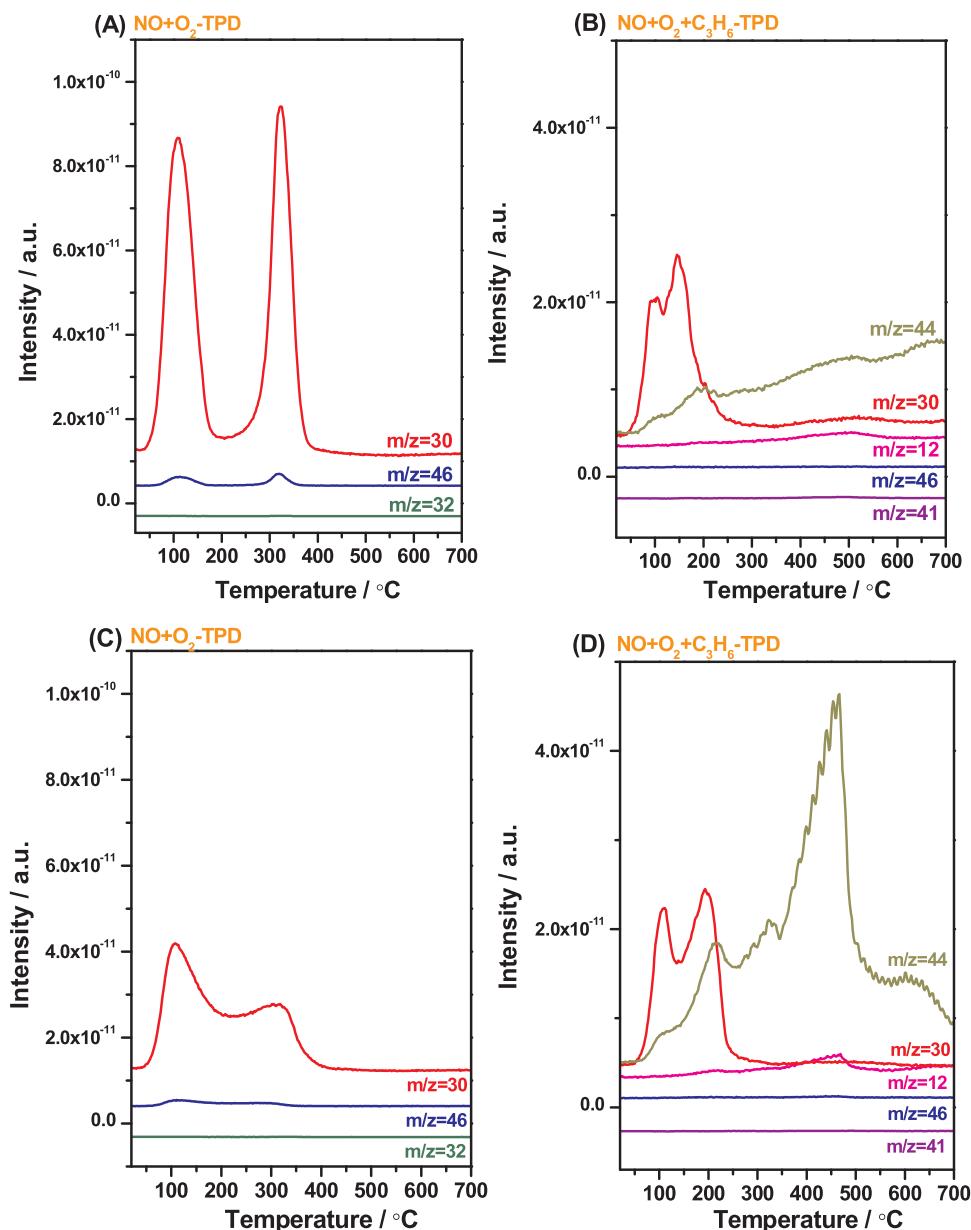 (A) NO+O₂-TPD
1.0x10⁻¹⁰
8.0x10⁻¹¹
6.0x10⁻¹¹
4.0x10⁻¹¹
2.0x10⁻¹¹
0.0
Intensity / a.u.
m/z=30
m/z=46
m/z=32
100 200 300 400 500 600 700
Temperature / °C
(B) NO+O₂+C₃H₆-TPD
4.0x10⁻¹¹
2.0x10⁻¹¹
0.0
Intensity / a.u.
m/z=44
m/z=30
m/z=12
m/z=46
m/z=41
100 200 300 400 500 600 700
Temperature / °C
(C) NO+O₂-TPD
1.0x10⁻¹⁰
8.0x10⁻¹¹
6.0x10⁻¹¹
4.0x10⁻¹¹
2.0x10⁻¹¹
0.0
Intensity / a.u.
m/z=30
m/z=46
m/z=32
100 200 300 400 500 600 700
Temperature / °C
(D) NO+O₂+C₃H₆-TPD
4.0x10⁻¹¹
2.0x10⁻¹¹
0.0
Intensity / a.u.
m/z=44
m/z=30
m/z=12
m/z=46
m/z=41
100 200 300 400 500 600 700
Temperature / °C